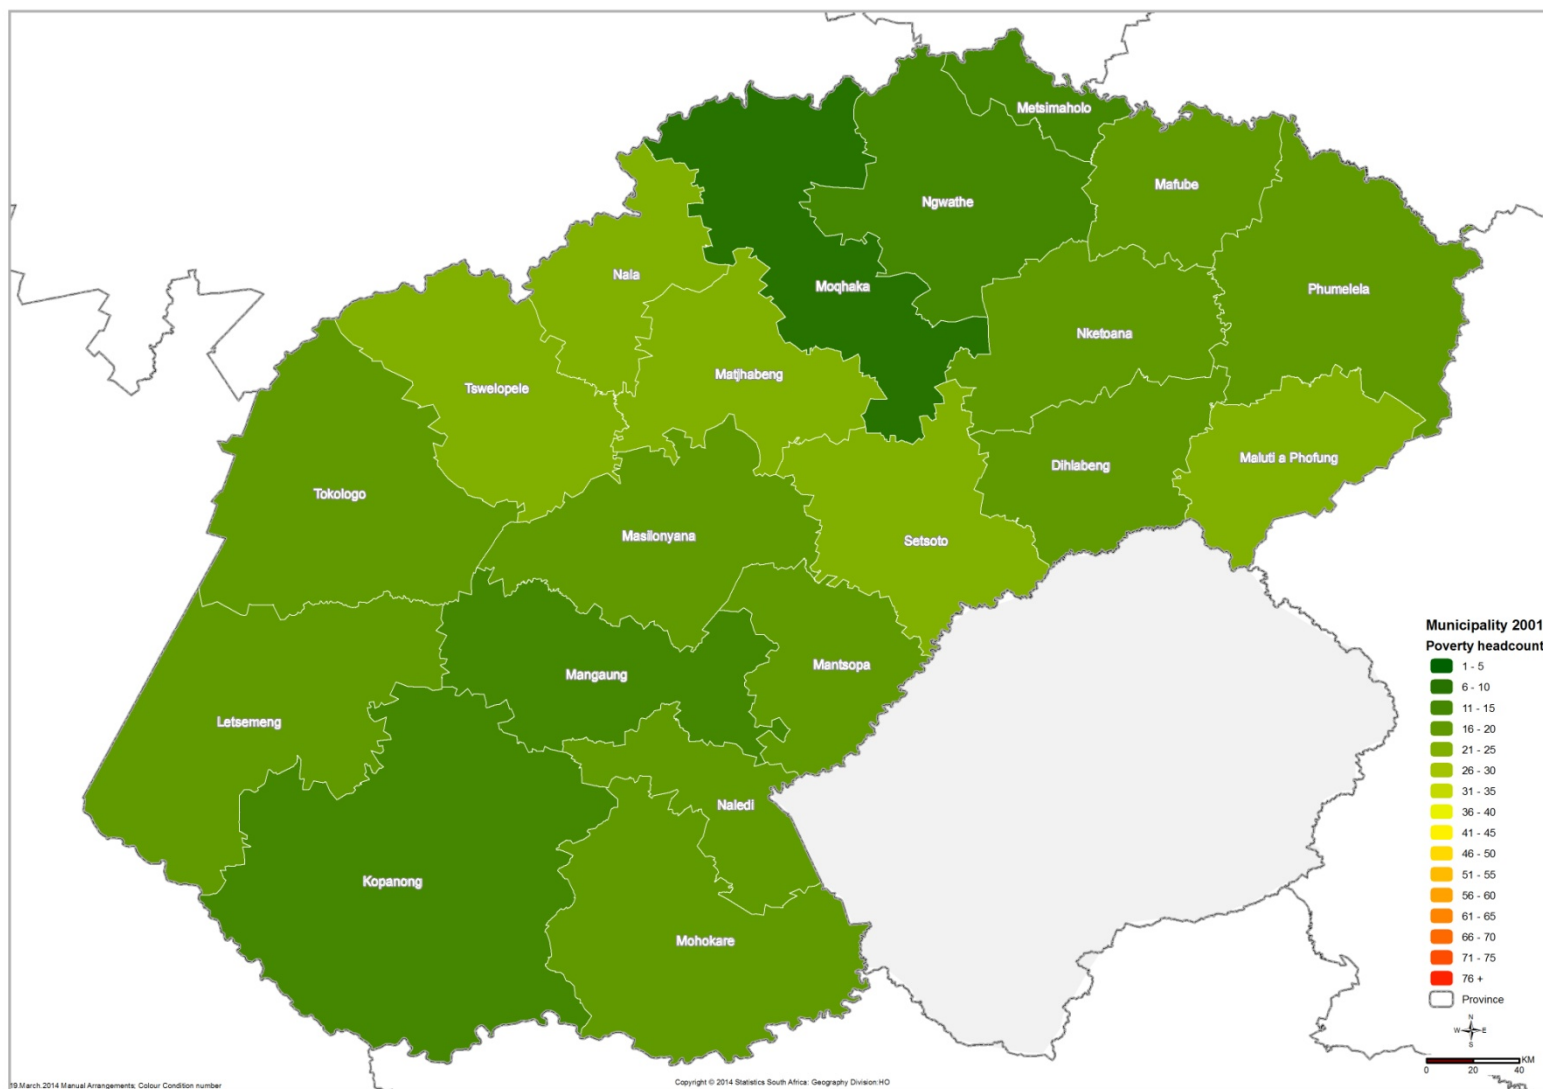 Metsimaholo
Mafube
Ngwathe
Nala
Moqhaka
Phumelela
Nketoana
Matjhabeng
Tswelopele
Maluti a Phofung
Dihlabeng
Tokologo
Masilonyana
Setsoto
Mantsopa
Mangaung
Letsemeng
Naledi
Kopanong
Mohokare
Municipality 2001
Poverty headcount
1 - 5
6 - 10
11 - 15
16 - 20
21 - 25
26 - 30
31 - 35
36 - 40
41 - 45
46 - 50
51 - 55
56 - 60
61 - 65
66 - 70
71 - 75
76 +
Province
N
W E
S
KM
0 20 40
19.March.2014 Manual Arrangements; Colour Condition number
Copyright © 2014 Statistics South Africa: Geography Division:HO